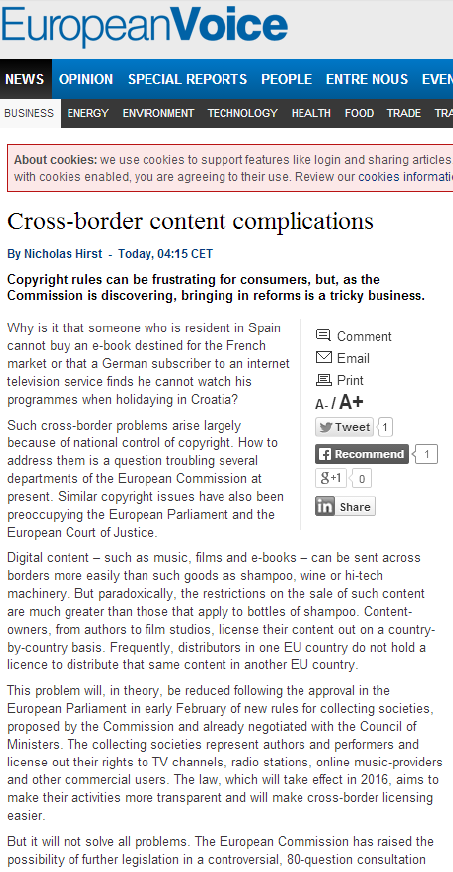 EuropeanVoice
NEWS OPINION SPECIAL REPORTS PEOPLE ENTRE NOUS EVEN
BUSINESS ENERGY ENVIRONMENT TECHNOLOGY HEALTH FOOD TRADE TRA
About cookies: we use cookies to support features like login and sharing articles
with cookies enabled, you are agreeing to their use. Review our cookies informati
Cross-border content complications
By Nicholas Hirst - Today, 04:15 CET
Copyright rules can be frustrating for consumers, but, as the
Commission is discovering, bringing in reforms is a tricky business.
Why is it that someone who is resident in Spain
cannot buy an e-book destined for the French
market or that a German subscriber to an internet
television service finds he cannot watch his
programmes when holidaying in Croatia?
Such cross-border problems arise largely
because of national control of copyright. How to
address them is a question troubling several
departments of the European Commission at
present. Similar copyright issues have also been
preoccupying the European Parliament and the
European Court of Justice.
Comment
Email
Print
A- / A+
Tweet 1
Recommend 1
g+1 0
in Share
Digital content – such as music, films and e-books – can be sent across
borders more easily than such goods as shampoo, wine or hi-tech
machinery. But paradoxically, the restrictions on the sale of such content
are much greater than those that apply to bottles of shampoo. Content-
owners, from authors to film studios, license their content out on a country-
by-country basis. Frequently, distributors in one EU country do not hold a
licence to distribute that same content in another EU country.
This problem will, in theory, be reduced following the approval in the
European Parliament in early February of new rules for collecting societies,
proposed by the Commission and already negotiated with the Council of
Ministers. The collecting societies represent authors and performers and
license out their rights to TV channels, radio stations, online music-providers
and other commercial users. The law, which will take effect in 2016, aims to
make their activities more transparent and will make cross-border licensing
easier.
But it will not solve all problems. The European Commission has raised the
possibility of further legislation in a controversial, 80-question consultation